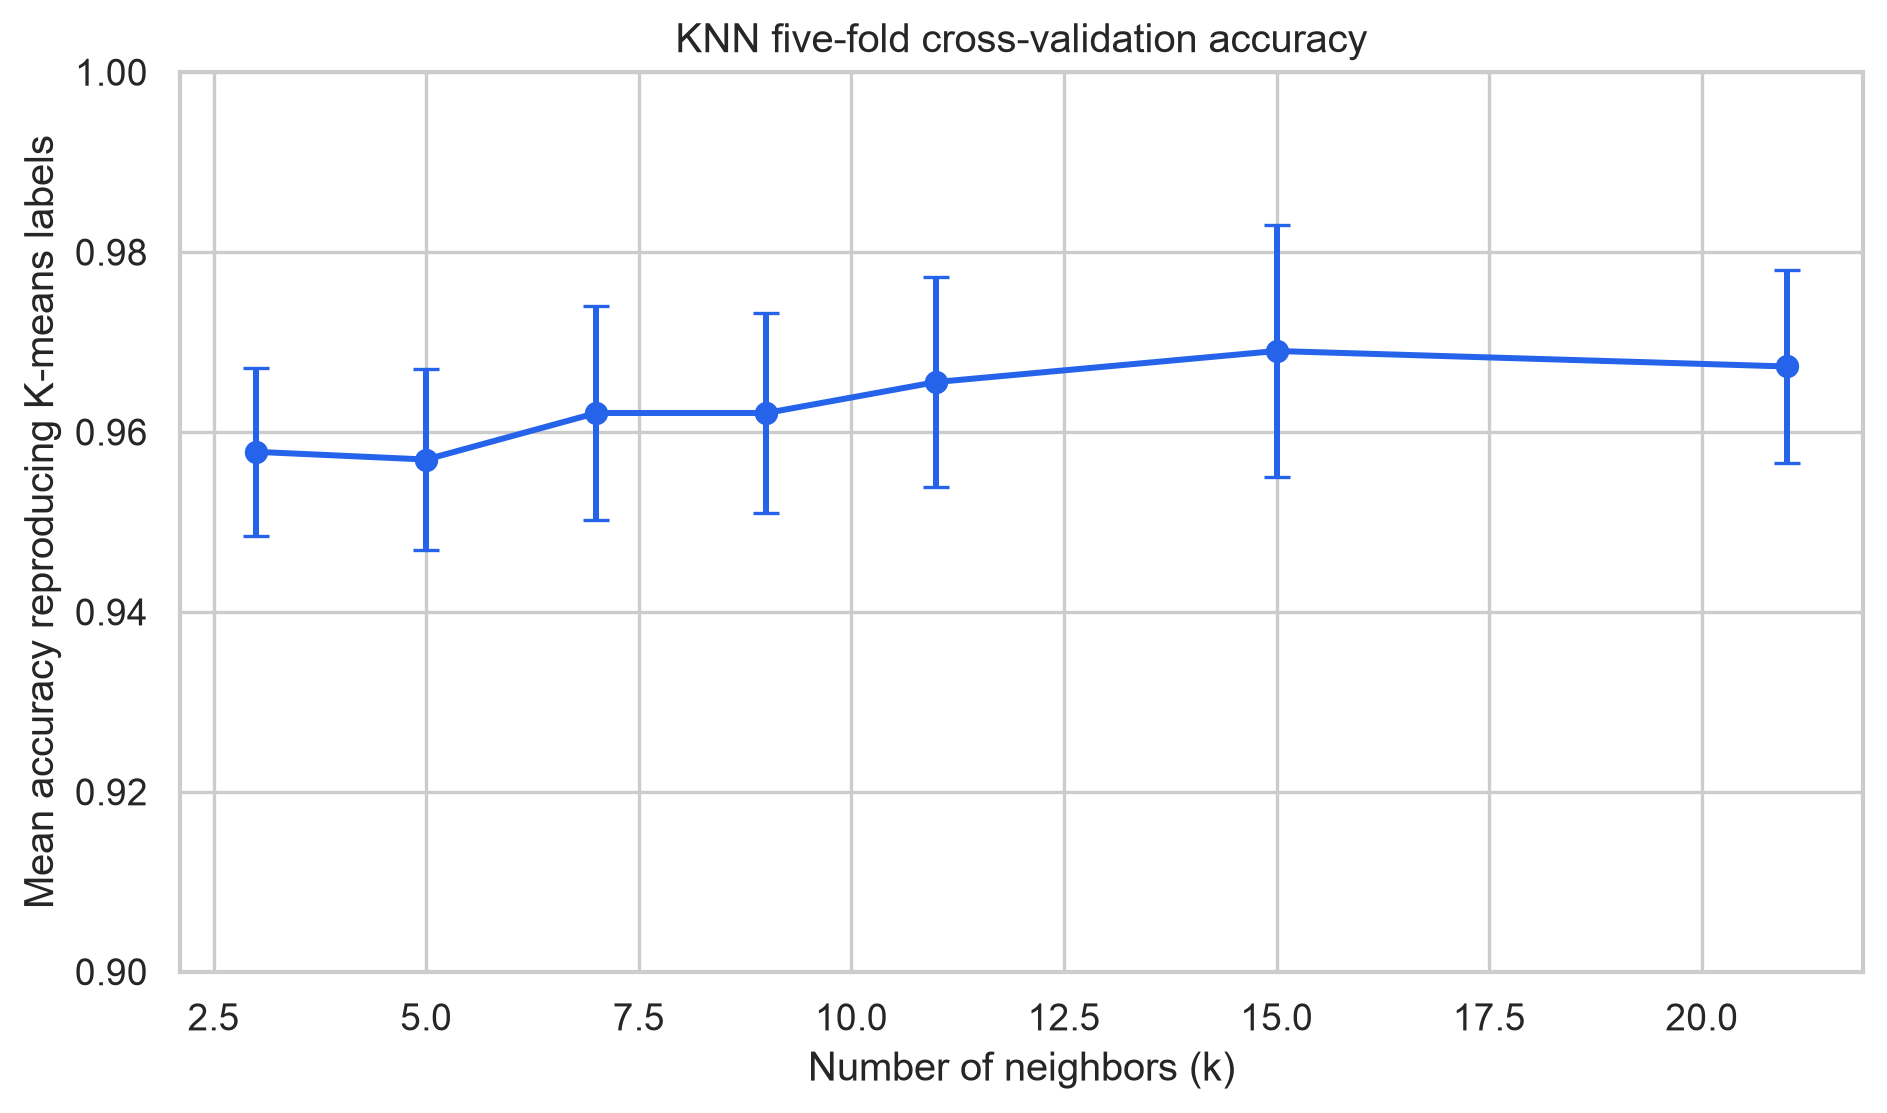 KNN five-fold cross-validation accuracy
Mean accuracy reproducing K-means labels
1.00
0.98
0.96
0.94
0.92
0.90
2.5 5.0 7.5 10.0 12.5 15.0 17.5 20.0
Number of neighbors (k)